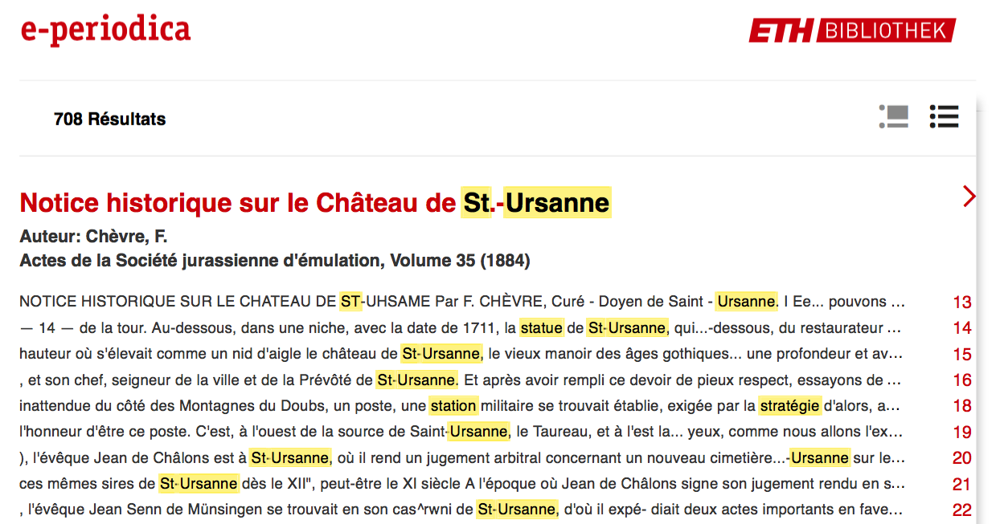 e-periodica
ETH BIBLIOTHEK
708 Résultats
Notice historique sur le Château de St.-Ursanne
Auteur: Chèvre, F.
Actes de la Société jurassienne d'émulation, Volume 35 (1884)
NOTICE HISTORIQUE SUR LE CHATEAU DE ST-UHSAME Par F. CHÈVRE, Curé - Doyen de Saint - Ursanne. I Ee... pouvons ... 13
— 14 — de la tour. Au-dessous, dans une niche, avec la date de 1711, la statue de St-Ursanne, qui...-dessous, du restaurateur ... 14
hauteur où s'élevait comme un nid d'aigle le château de St-Ursanne, le vieux manoir des âges gothiques... une profondeur et av... 15
, et son chef, seigneur de la ville et de la Prévôté de St-Ursanne. Et après avoir rempli ce devoir de pieux respect, essayons de ... 16
inattendue du côté des Montagnes du Doubs, un poste, une station militaire se trouvait établie, exigée par la stratégie d'alors, a... 18
l'honneur d'être ce poste. C'est, à l'ouest de la source de Saint-Ursanne, le Taureau, et à l'est la... yeux, comme nous allons l'ex... 19
), l'évêque Jean de Châlons est à St-Ursanne, où il rend un jugement arbitral concernant un nouveau cimetière...-Ursanne sur le... 20
ces mêmes sires de St-Ursanne dès le XII", peut-être le XI siècle A l'époque où Jean de Châlons signe son jugement rendu en s... 21
, l'évêque Jean Senn de Münsingen se trouvait en son cas^rwni de St-Ursanne, d'où il expé- diait deux actes importants en fave... 22